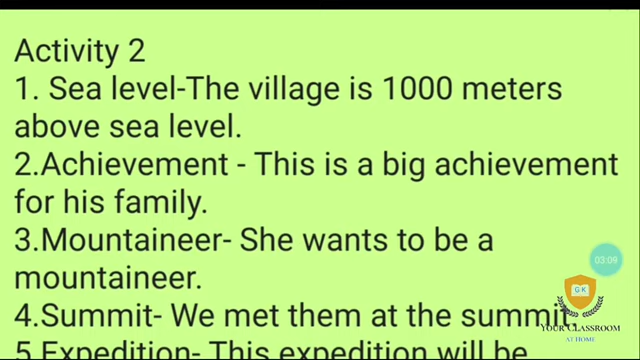 Activity 2
1. Sea level-The village is 1000 meters
above sea level.
2.Achievement - This is a big achievement
for his family.
3.Mountaineer- She wants to be a
mountaineer.
03:09
4.Summit- We met them at the summit.
G K
YOUR CLASSROOM
AT HOME
5.Expedition- This expedition will be